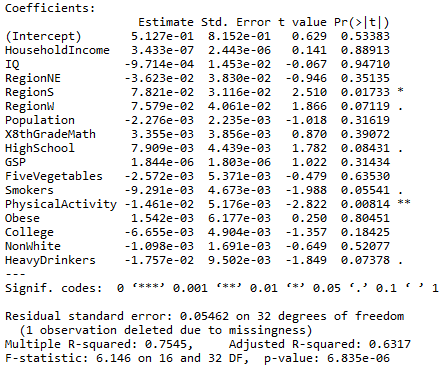 Coefficients:
Estimate Std. Error t value Pr(>|t|)
(Intercept) 5.127e-01 8.152e-01 0.629 0.53383
HouseholdIncome 3.433e-07 2.443e-06 0.141 0.88913
IQ -9.714e-04 1.453e-02 -0.067 0.94710
RegionNE -3.623e-02 3.830e-02 -0.946 0.35135
RegionS 7.821e-02 3.116e-02 2.510 0.01733 *
RegionW 7.579e-02 4.061e-02 1.866 0.07119 .
Population -2.276e-03 2.235e-03 -1.018 0.31619
X8thGradeMath 3.355e-03 3.856e-03 0.870 0.39072
HighSchool 7.909e-03 4.439e-03 1.782 0.08431 .
GSP 1.844e-06 1.803e-06 1.022 0.31434
FiveVegetables -2.572e-03 5.371e-03 -0.479 0.63530
Smokers -9.291e-03 4.673e-03 -1.988 0.05541 .
PhysicalActivity -1.461e-02 5.176e-03 -2.822 0.00814 **
Obese 1.542e-03 6.177e-03 0.250 0.80451
College -6.655e-03 4.904e-03 -1.357 0.18425
NonWhite -1.098e-03 1.691e-03 -0.649 0.52077
HeavyDrinkers -1.757e-02 9.502e-03 -1.849 0.07378 .
---
Signif. codes: 0 ‘***’ 0.001 ‘**’ 0.01 ‘*’ 0.05 ‘.’ 0.1 ‘ ’ 1
Residual standard error: 0.05462 on 32 degrees of freedom
(1 observation deleted due to missingness)
Multiple R-squared: 0.7545, Adjusted R-squared: 0.6317
F-statistic: 6.146 on 16 and 32 DF, p-value: 6.835e-06